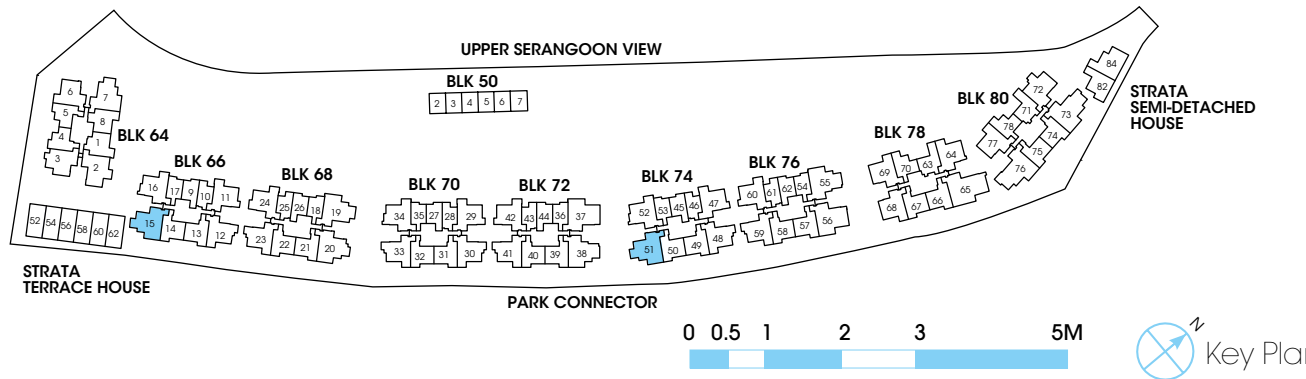 UPPER SERANGOON VIEW
BLK 50
2 3 4 5 6 7
BLK 64
6 7
5 8
4 1
3 2
BLK 66
16 17 9 10 11
15 14 13 12
BLK 68
24 25 26 18 19
23 22 21 20
BLK 70
34 35 27 28 29
33 32 31 30
BLK 72
42 43 44 36 37
41 40 39 38
BLK 74
52 53 45 46 47
51 50 49 48
BLK 76
60 61 62 54 55
59 58 57 56
BLK 78
69 70 63 64
68 67 66 65
BLK 80
72
71 73
78 74
77 75
76
84
82
STRATA
SEMI-DETACHED
HOUSE
52 54 56 58 60 62
STRATA
TERRACE HOUSE
PARK CONNECTOR
0 0.5 1 2 3 5M
N
Key Plan